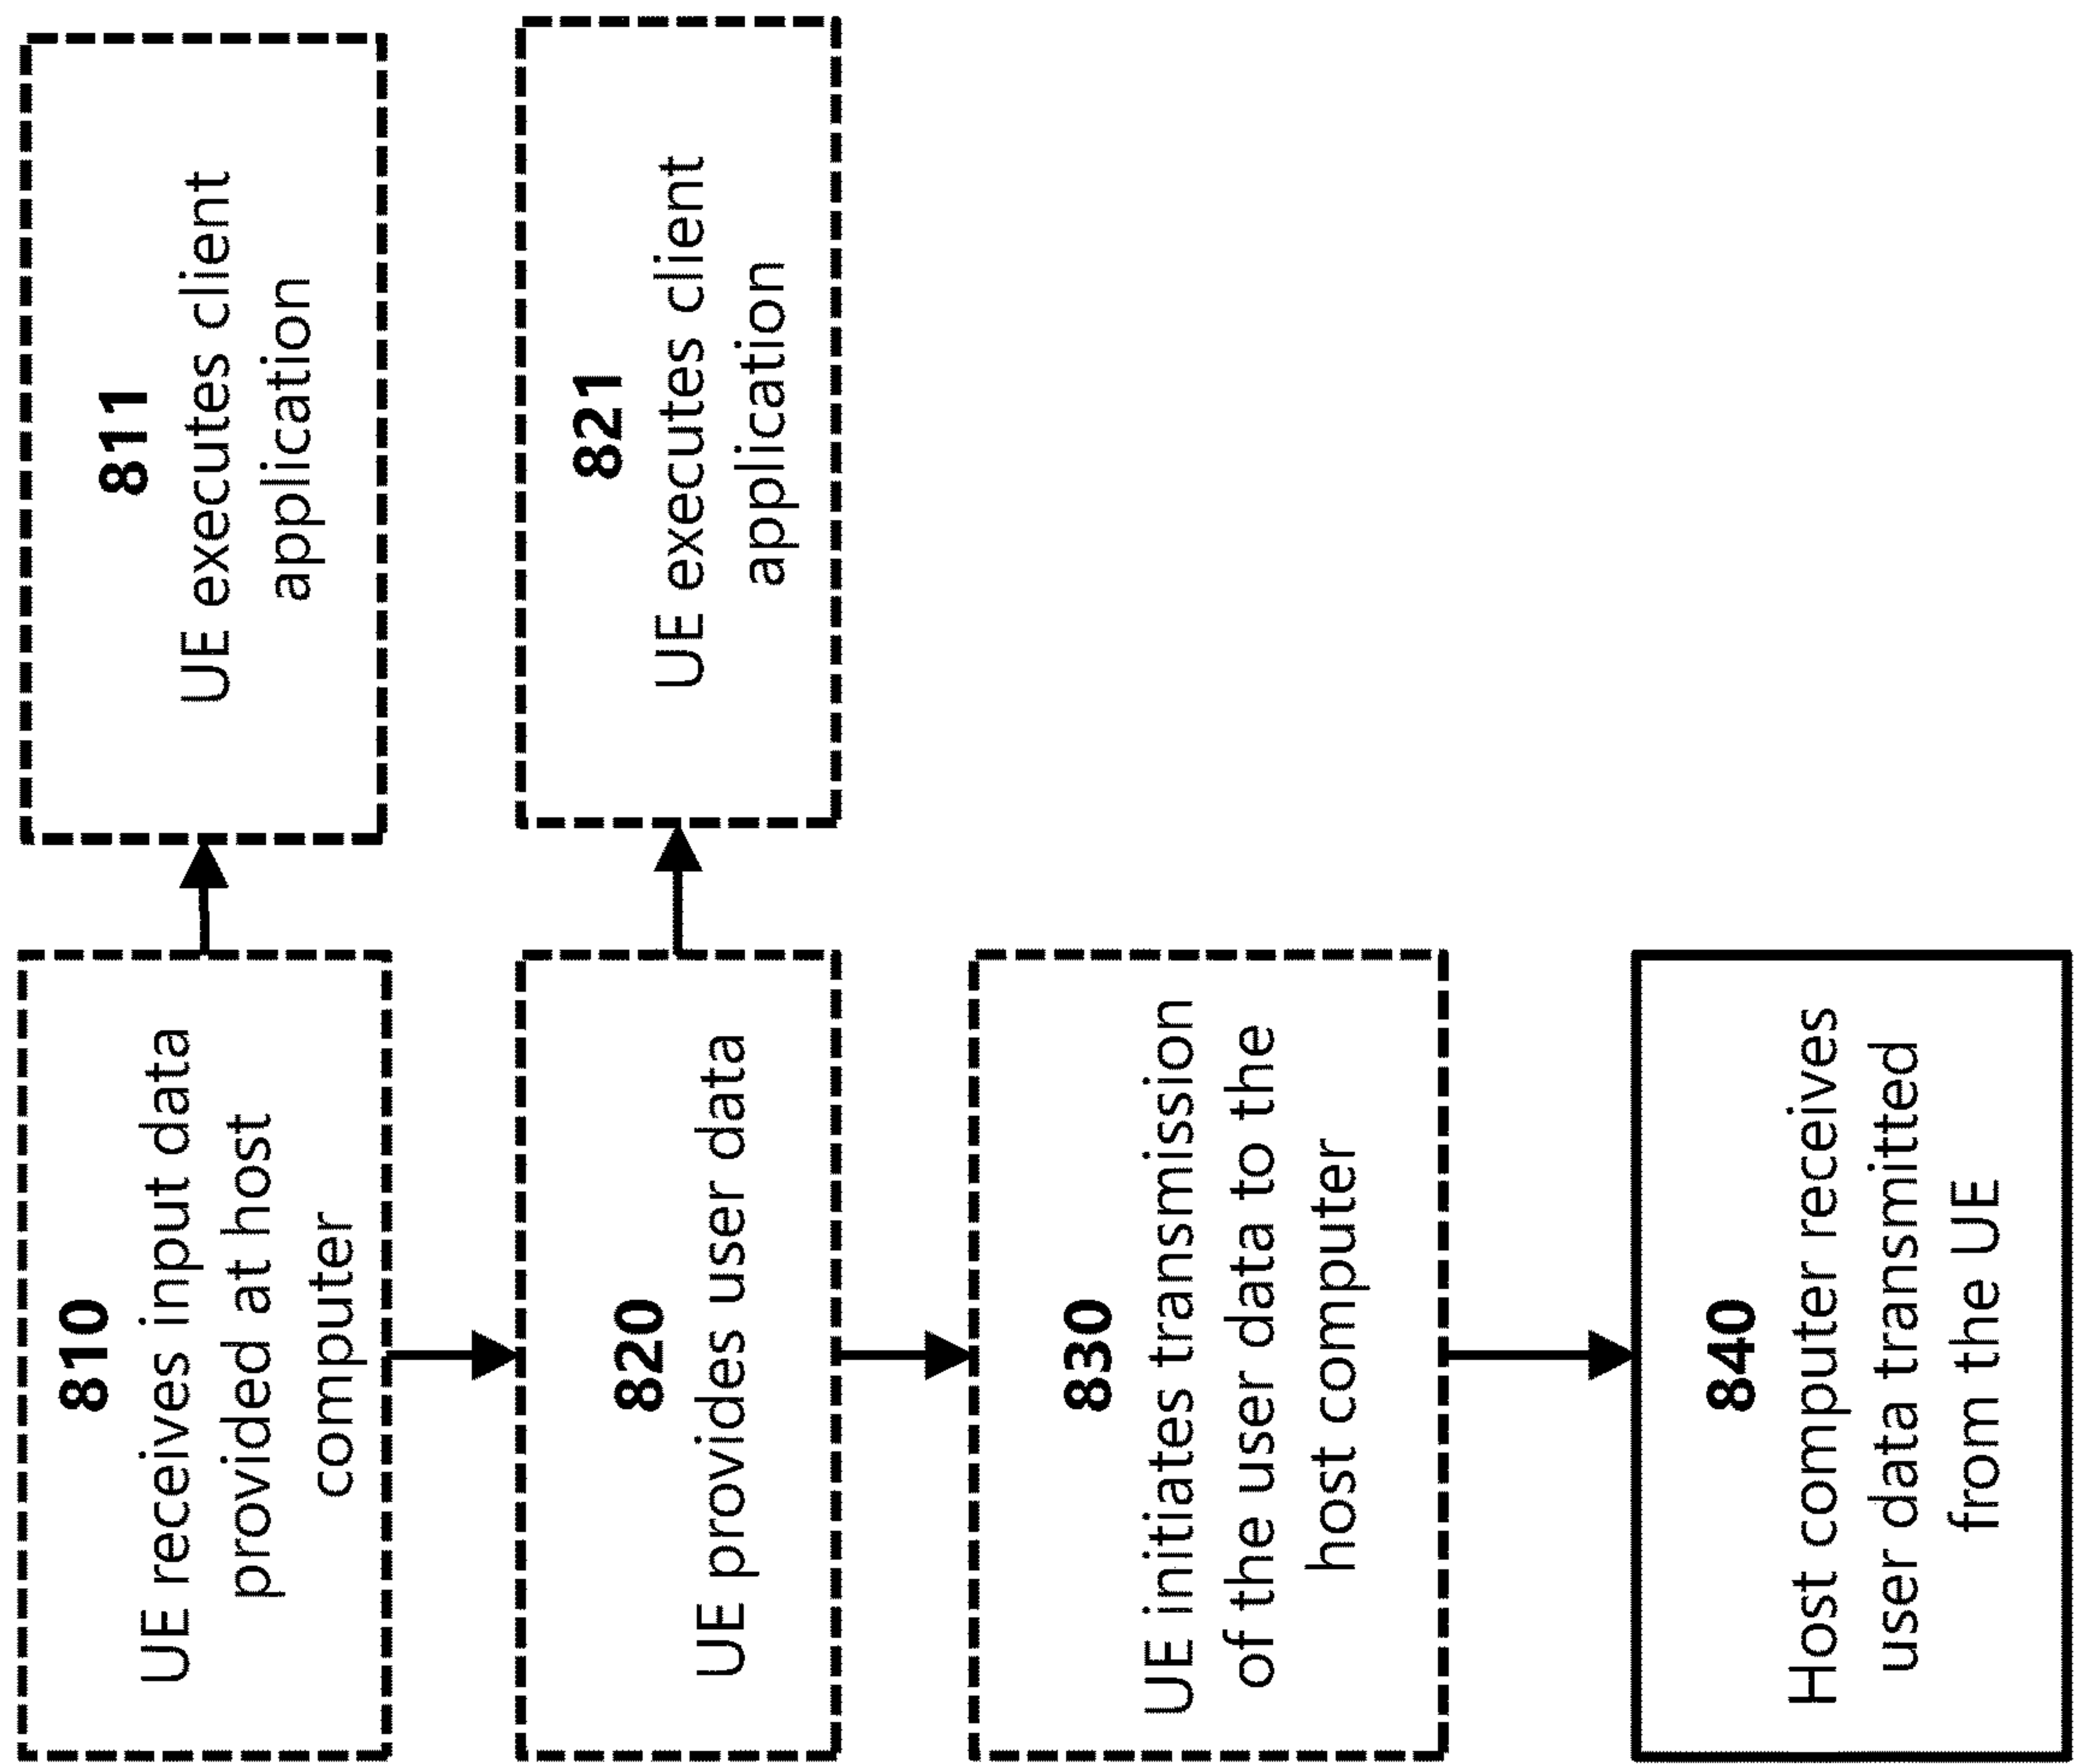 810
UE receives input data
provided at host
computer
811
UE executes client
application
820
UE provides user data
821
UE executes client
application
830
UE initiates transmission
of the user data to the
host computer
840
Host computer receives
user data transmitted
from the UE